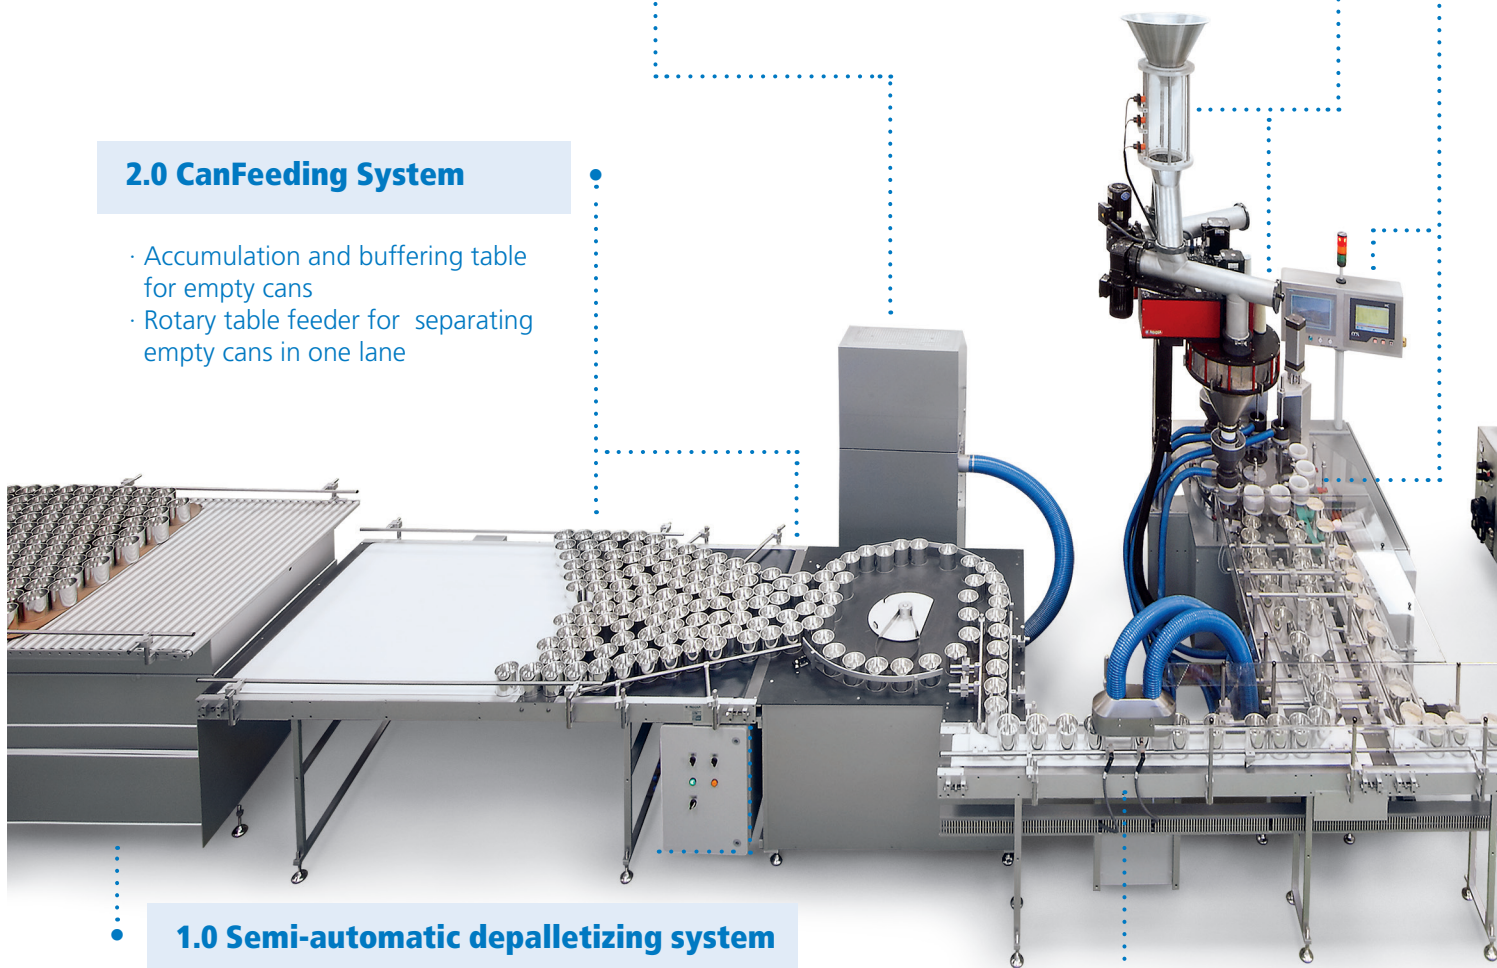 2.0 CanFeeding System
· Accumulation and buffering table
for empty cans
· Rotary table feeder for separating
empty cans in one lane
1.0 Semi-automatic depalletizing system